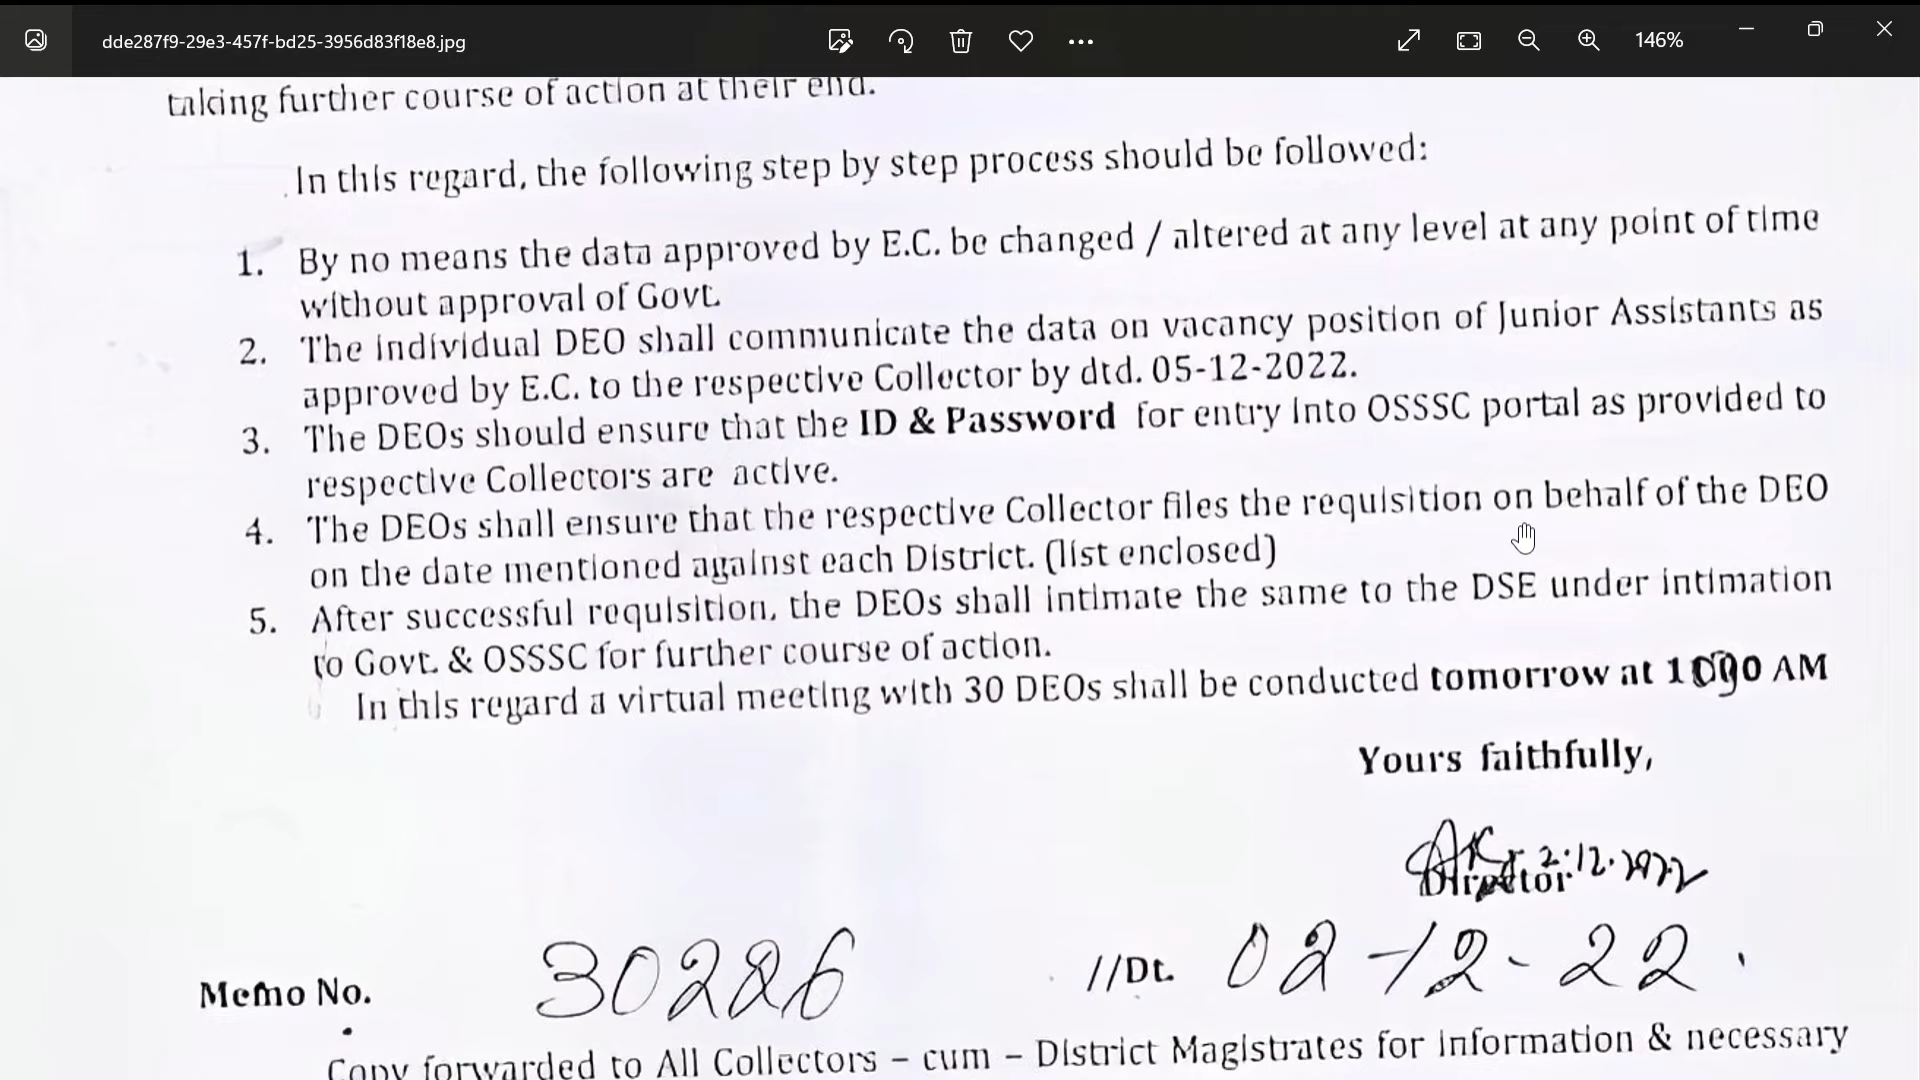 dde287f9-29e3-457f-bd25-3956d83f18e8.jpg
146%
taking further course of action at their end.
In this regard, the following step by step process should be followed:
1. By no means the data approved by E.C. be changed / altered at any level at any point of time
without approval of Govt.
2. The individual DEO shall communicate the data on vacancy position of Junior Assistants as
approved by E.C. to the respective Collector by dtd. 05-12-2022.
3. The DEOs should ensure that the ID & Password for entry into OSSSC portal as provided to
respective Collectors are active.
4. The DEOs shall ensure that the respective Collector files the requisition on behalf of the DEO
on the date mentioned against each District. (list enclosed)
5. After successful requisition, the DEOs shall intimate the same to the DSE under intimation
to Govt. & OSSSC for further course of action.
In this regard a virtual meeting with 30 DEOs shall be conducted tomorrow at AM
Yours faithfully,
2.12.2022
Director
Memo No. 30226 //Dt. 02-12-22.
Copy forwarded to All Collectors – cum – District Magistrates for information & necessary